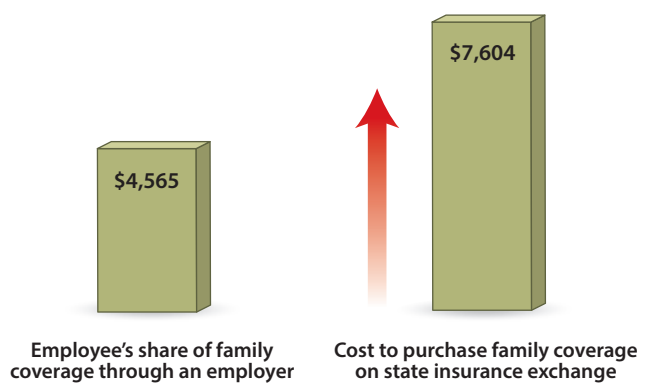 $7,604
$4,565
Employee's share of family
coverage through an employer
Cost to purchase family coverage
on state insurance exchange